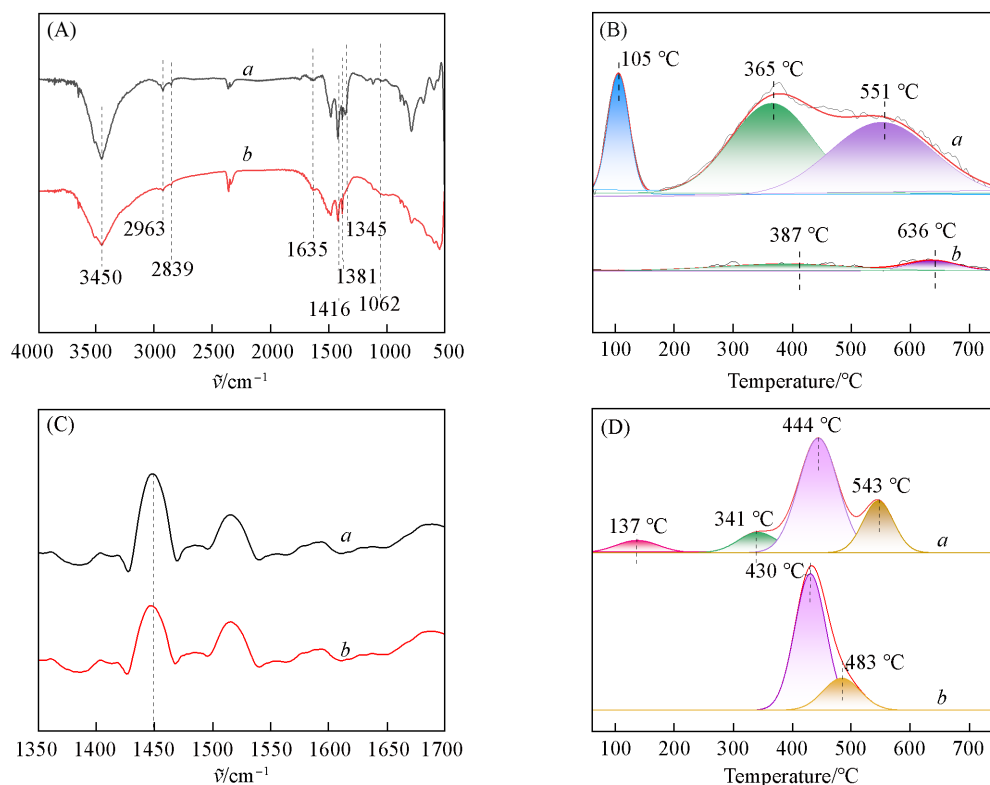 (A)
a
b
2963
3450
2839
1635
1345
1381
1416
1062
4000 3500 3000 2500 2000 1500 1000 500
ṽ/cm⁻¹
(B)
105 ℃
365 ℃
551 ℃
a
387 ℃
636 ℃
b
100 200 300 400 500 600 700
Temperature/℃
(C)
a
b
1350 1400 1450 1500 1550 1600 1650 1700
ṽ/cm⁻¹
(D)
444 ℃
543 ℃
137 ℃
341 ℃
a
430 ℃
483 ℃
b
100 200 300 400 500 600 700
Temperature/℃